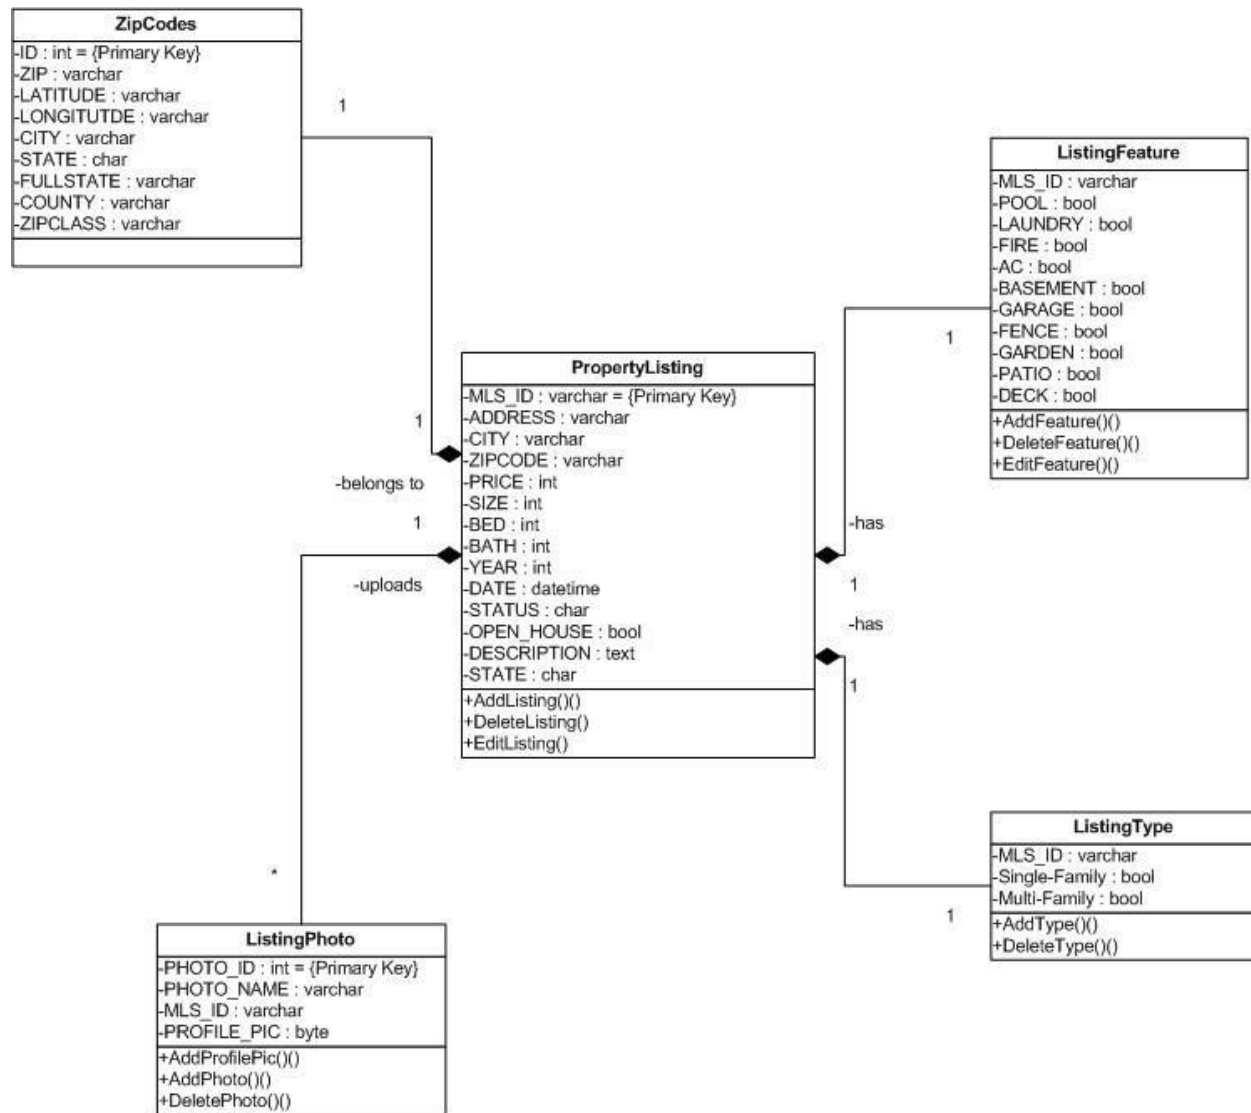 ZipCodes
-ID : int = {Primary Key}
-ZIP : varchar
-LATITUDE : varchar
-LONGITUTDE : varchar
-CITY : varchar
-STATE : char
-FULLSTATE : varchar
-COUNTY : varchar
-ZIPCLASS : varchar
1
1
-belongs to
1
-uploads
*
PropertyListing
-MLS_ID : varchar = {Primary Key}
-ADDRESS : varchar
-CITY : varchar
-ZIPCODE : varchar
-PRICE : int
-SIZE : int
-BED : int
-BATH : int
-YEAR : int
-DATE : datetime
-STATUS : char
-OPEN_HOUSE : bool
-DESCRIPTION : text
-STATE : char
+AddListing()()
+DeleteListing()
+EditListing()
ListingFeature
-MLS_ID : varchar
-POOL : bool
-LAUNDRY : bool
-FIRE : bool
-AC : bool
-BASEMENT : bool
-GARAGE : bool
-FENCE : bool
-GARDEN : bool
-PATIO : bool
-DECK : bool
+AddFeature()()
+DeleteFeature()()
+EditFeature()()
1
-has
1
-has
1
1
ListingType
-MLS_ID : varchar
-Single-Family : bool
-Multi-Family : bool
+AddType()()
+DeleteType()()
ListingPhoto
-PHOTO_ID : int = {Primary Key}
-PHOTO_NAME : varchar
-MLS_ID : varchar
-PROFILE_PIC : byte
+AddProfilePic()()
+AddPhoto()()
+DeletePhoto()()